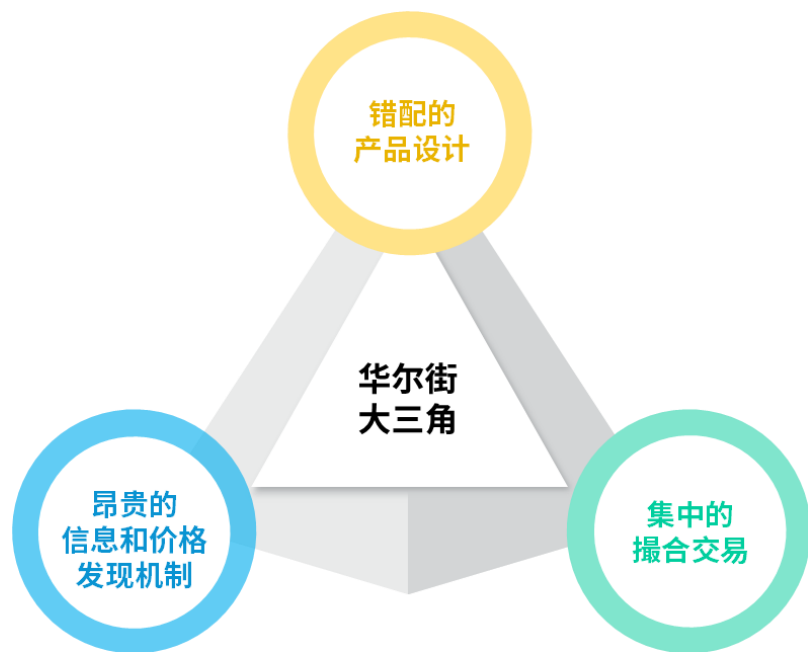 错配的
产品设计
华尔街
大三角
昂贵的
信息和价格
发现机制
集中的
撮合交易